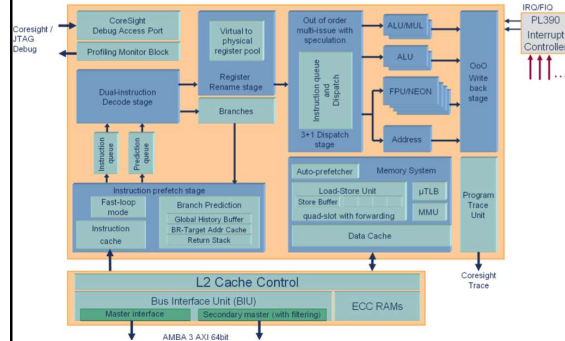 Coresight /
JTAG
Debug
CoreSight
Debug Access Port
Profiling Monitor Block
Dual-instruction
Decode stage
Instruction
queue
Prediction
queue
Instruction prefetch stage
Fast-loop
mode
Instruction
cache
Branch Prediction
Global History Buffer
BR-Target Addr Cache
Return Stack
Virtual to
physical
register pool
Register
Rename stage
Branches
Out of order
multi-issue with
speculation
Instruction queue
and
Dispatch
3+1 Dispatch
stage
ALU/MUL
ALU
FPU/NEON
Address
OoO
Write
back
stage
IRQ/FIQ
PL390
Interrupt
Controller
...
Auto-prefetcher
Memory System
Load-Store Unit
Store Buffer
quad-slot with forwarding
µTLB
MMU
Data Cache
Program
Trace
Unit
Coresight
Trace
L2 Cache Control
Bus Interface Unit (BIU)
Master interface
Secondary master (with filtering)
ECC RAMs
AMBA 3 AXI 64bit